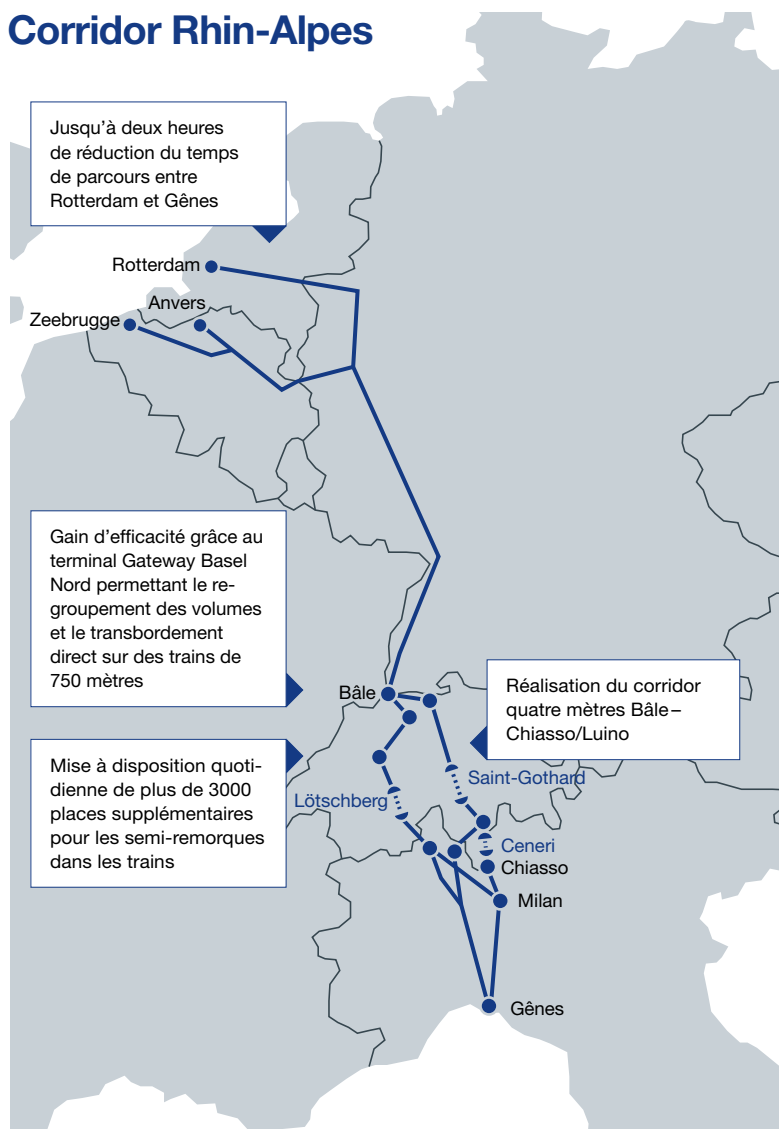 Corridor Rhin-Alpes
Jusqu’à deux heures
de réduction du temps
de parcours entre
Rotterdam et Gênes
Rotterdam
Anvers
Zeebrugge
Gain d’efficacité grâce au
terminal Gateway Basel
Nord permettant le re-
groupement des volumes
et le transbordement
direct sur des trains de
750 mètres
Bâle
Réalisation du corridor
quatre mètres Bâle–
Chiasso/Luino
Mise à disposition quoti-
dienne de plus de 3000
places supplémentaires
pour les semi-remorques
dans les trains
Saint-Gothard
Lötschberg
Ceneri
Chiasso
Milan
Gênes